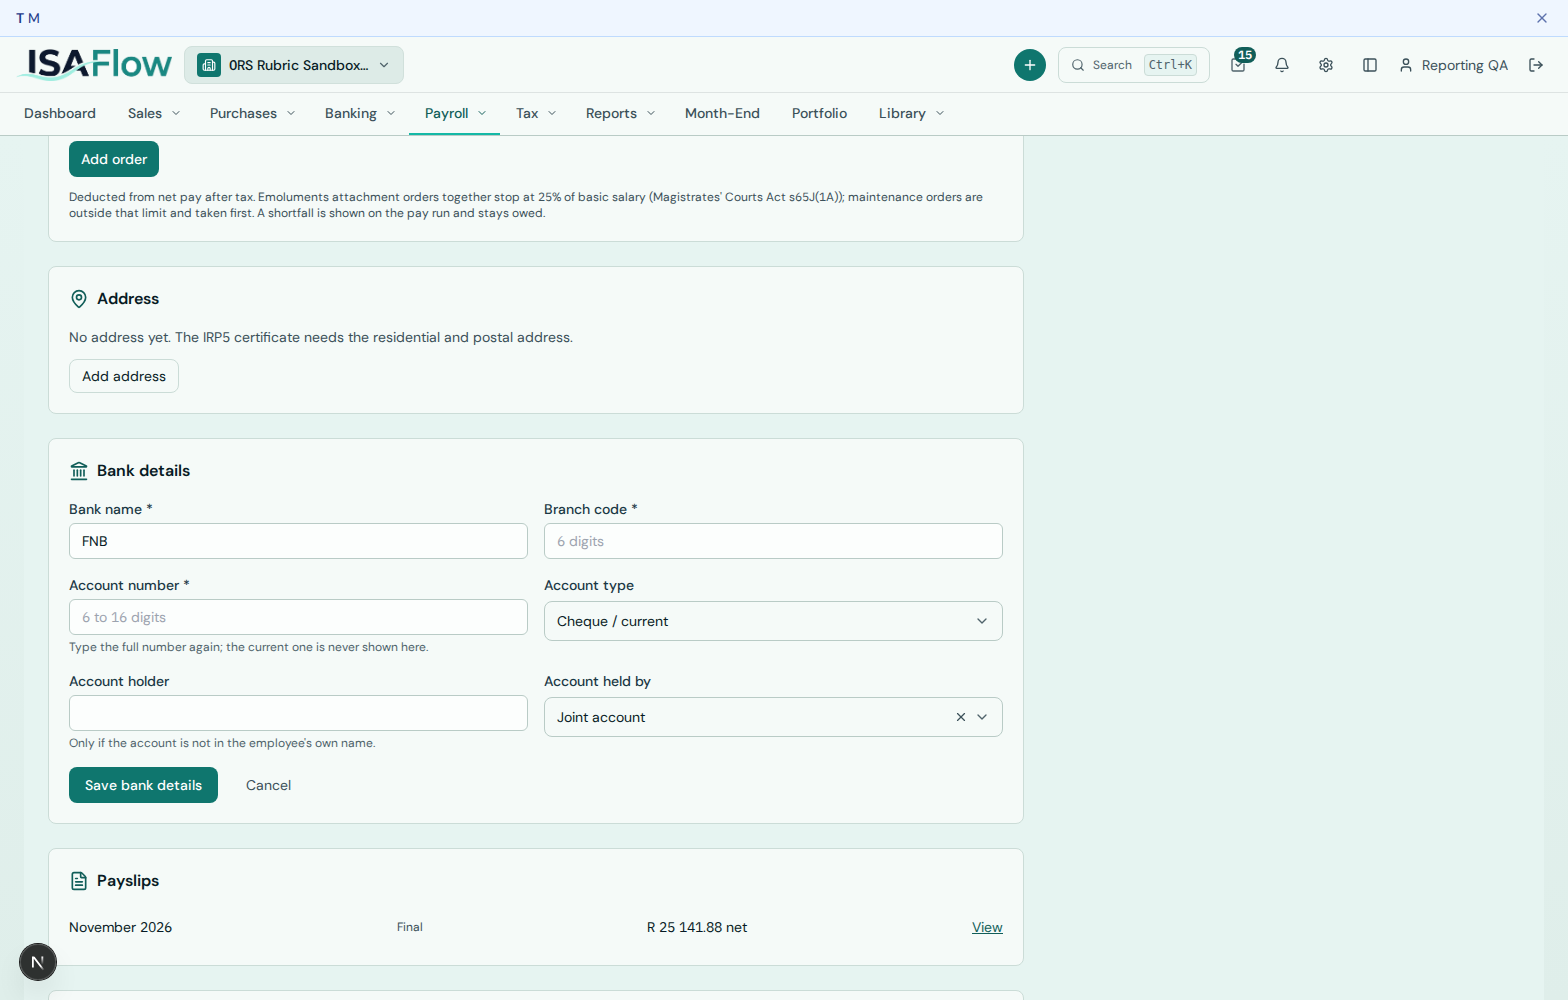 T M
ISAFlow
0RS Rubric Sandbox...
Search Ctrl+K
15
Reporting QA
Dashboard Sales Purchases Banking Payroll Tax Reports Month-End Portfolio Library
Add order
Deducted from net pay after tax. Emoluments attachment orders together stop at 25% of basic salary (Magistrates' Courts Act s65J(1A)); maintenance orders are
outside that limit and taken first. A shortfall is shown on the pay run and stays owed.
Address
No address yet. The IRP5 certificate needs the residential and postal address.
Add address
Bank details
Bank name * Branch code *
FNB 6 digits
Account number * Account type
6 to 16 digits Cheque / current
Type the full number again; the current one is never shown here.
Account holder Account held by
Joint account
Only if the account is not in the employee's own name.
Save bank details Cancel
Payslips
November 2026 Final R 25 141.88 net View
N